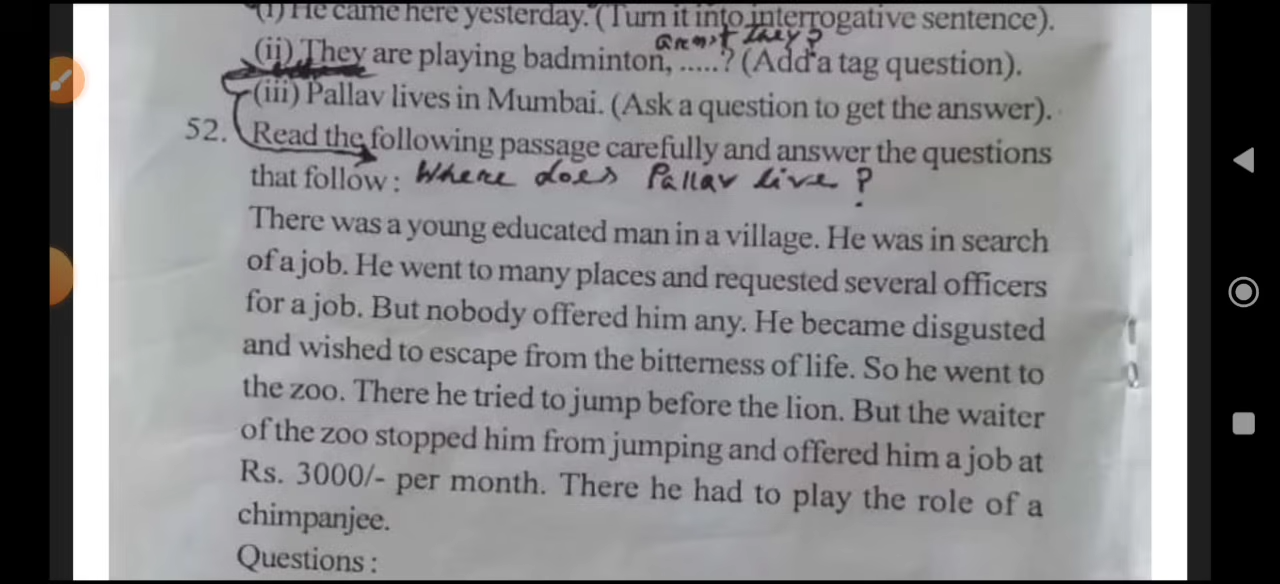 (i) He came here yesterday. (Turn it into interrogative sentence).
aren't they?
(ii) They are playing badminton, .....? (Add a tag question).
(iii) Pallav lives in Mumbai. (Ask a question to get the answer).
52. Read the following passage carefully and answer the questions
that follow : Where does Pallav live ?
There was a young educated man in a village. He was in search
of a job. He went to many places and requested several officers
for a job. But nobody offered him any. He became disgusted
and wished to escape from the bitterness of life. So he went to
the zoo. There he tried to jump before the lion. But the waiter
of the zoo stopped him from jumping and offered him a job at
Rs. 3000/- per month. There he had to play the role of a
chimpanjee.
Questions :